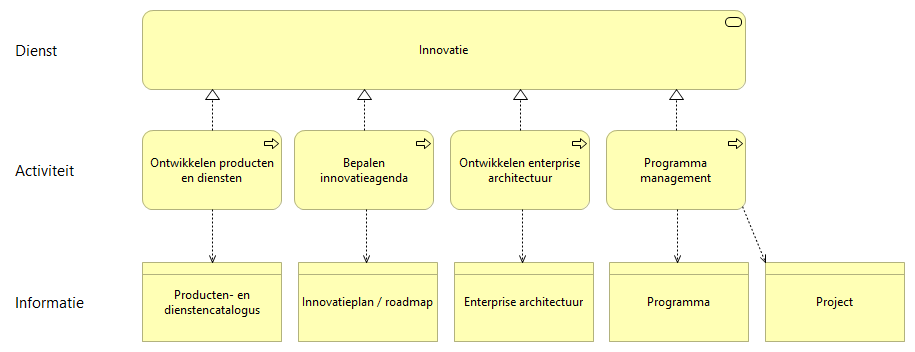 Dienst
Innovatie
Activiteit
Ontwikkelen producten
en diensten
Bepalen
innovatieagenda
Ontwikkelen enterprise
architectuur
Programma
management
Informatie
Producten- en
dienstencatalogus
Innovatieplan / roadmap
Enterprise architectuur
Programma
Project